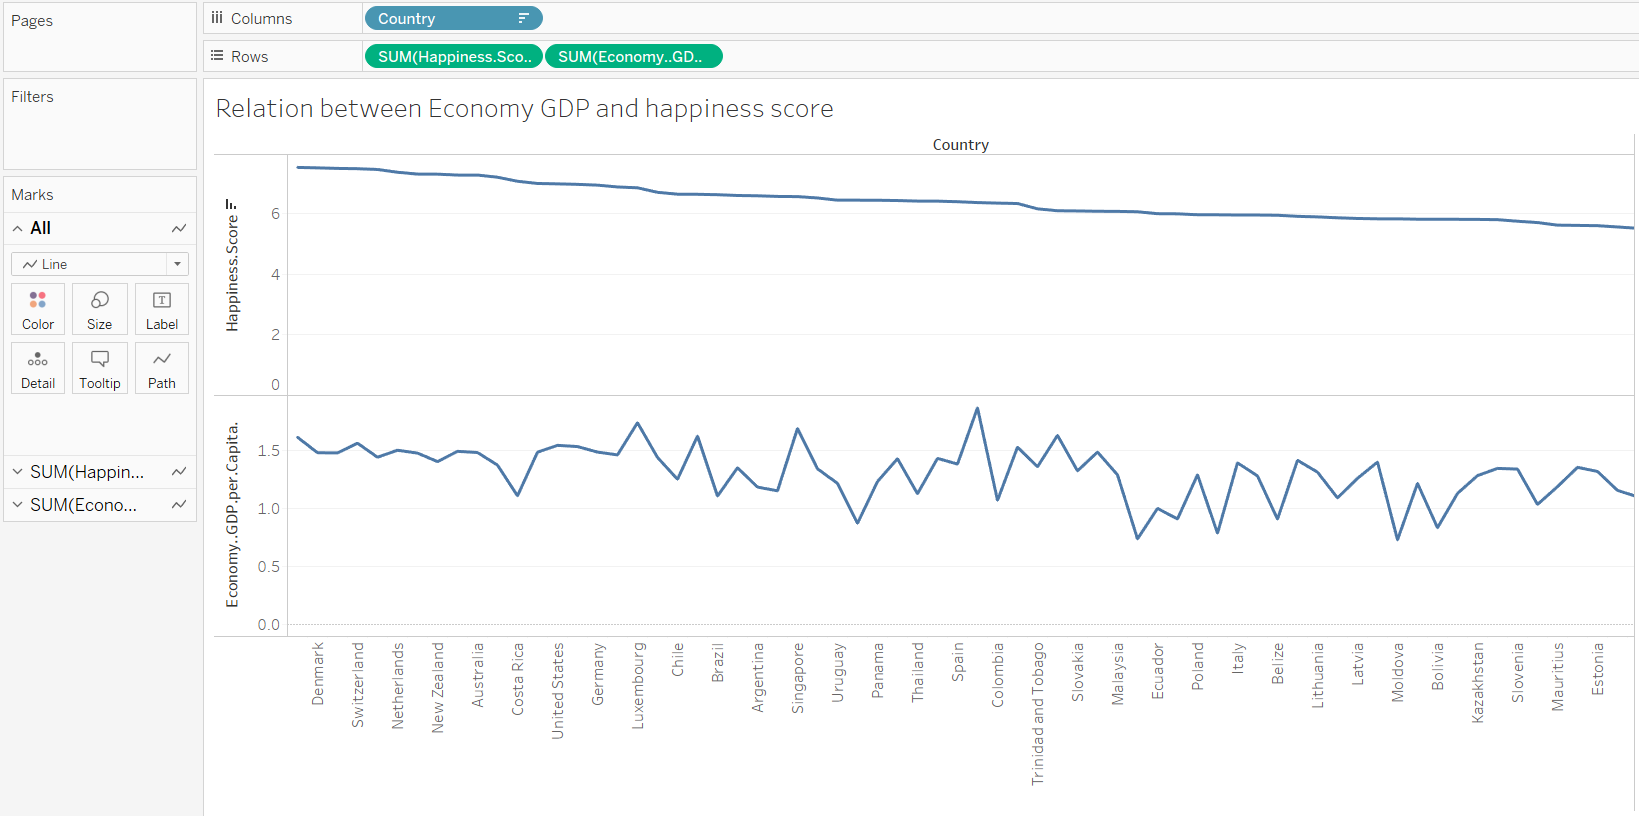 Pages
Columns
Country
Rows
SUM(Happiness.Sco..
SUM(Economy..GD..
Filters
Marks
All
Line
Color
Size
Label
Detail
Tooltip
Path
SUM(Happin...
SUM(Econo...
Relation between Economy GDP and happiness score
Country
Happiness.Score
6
4
2
0
Economy..GDP.per.Capita.
1.5
1.0
0.5
0.0
Denmark
Switzerland
Netherlands
New Zealand
Australia
Costa Rica
United States
Germany
Luxembourg
Chile
Brazil
Argentina
Singapore
Uruguay
Panama
Thailand
Spain
Colombia
Trinidad and Tobago
Slovakia
Malaysia
Ecuador
Poland
Italy
Belize
Lithuania
Latvia
Moldova
Bolivia
Kazakhstan
Slovenia
Mauritius
Estonia